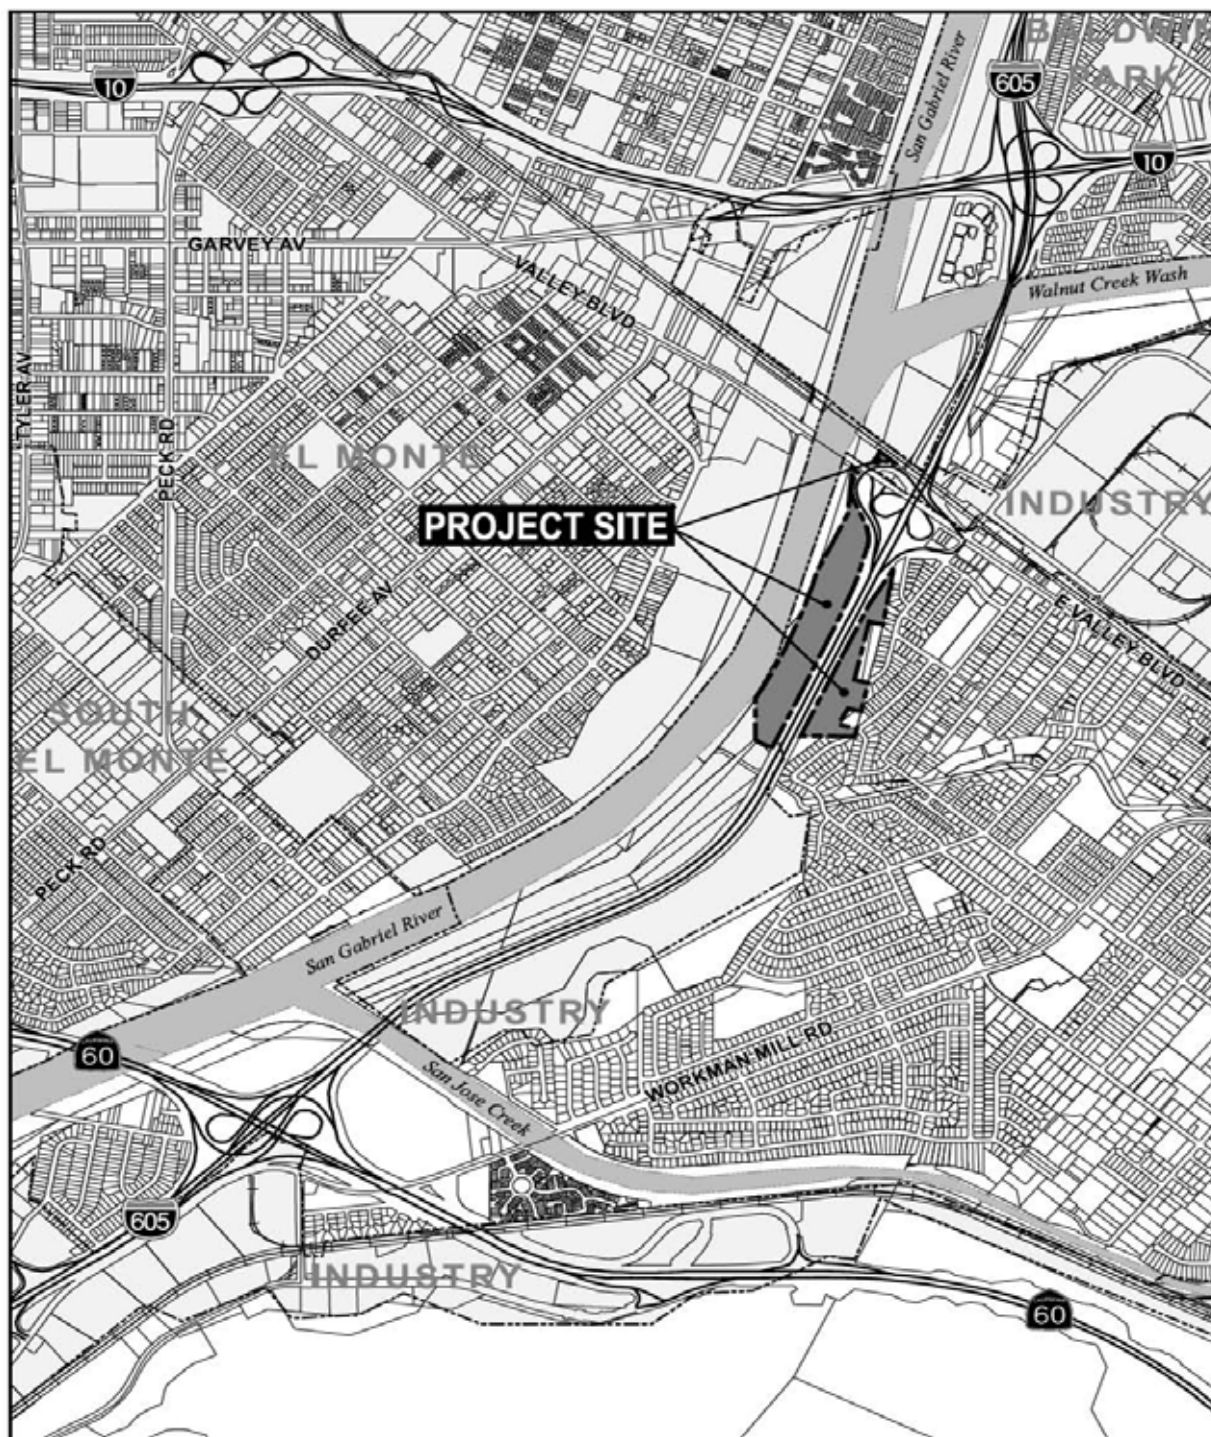 BALDWIN
PARK
San Gabriel River
605
10
10
GARVEY AV
VALLEY BLVD
Walnut Creek Wash
TYLER AV
PECK RD
EL MONTE
INDUSTRY
PROJECT SITE
DURFEE AV
E VALLEY BLVD
SOUTH
EL MONTE
PECK RD
San Gabriel River
INDUSTRY
WORKMAN MILL RD
60
San Jose Creek
605
INDUSTRY
60